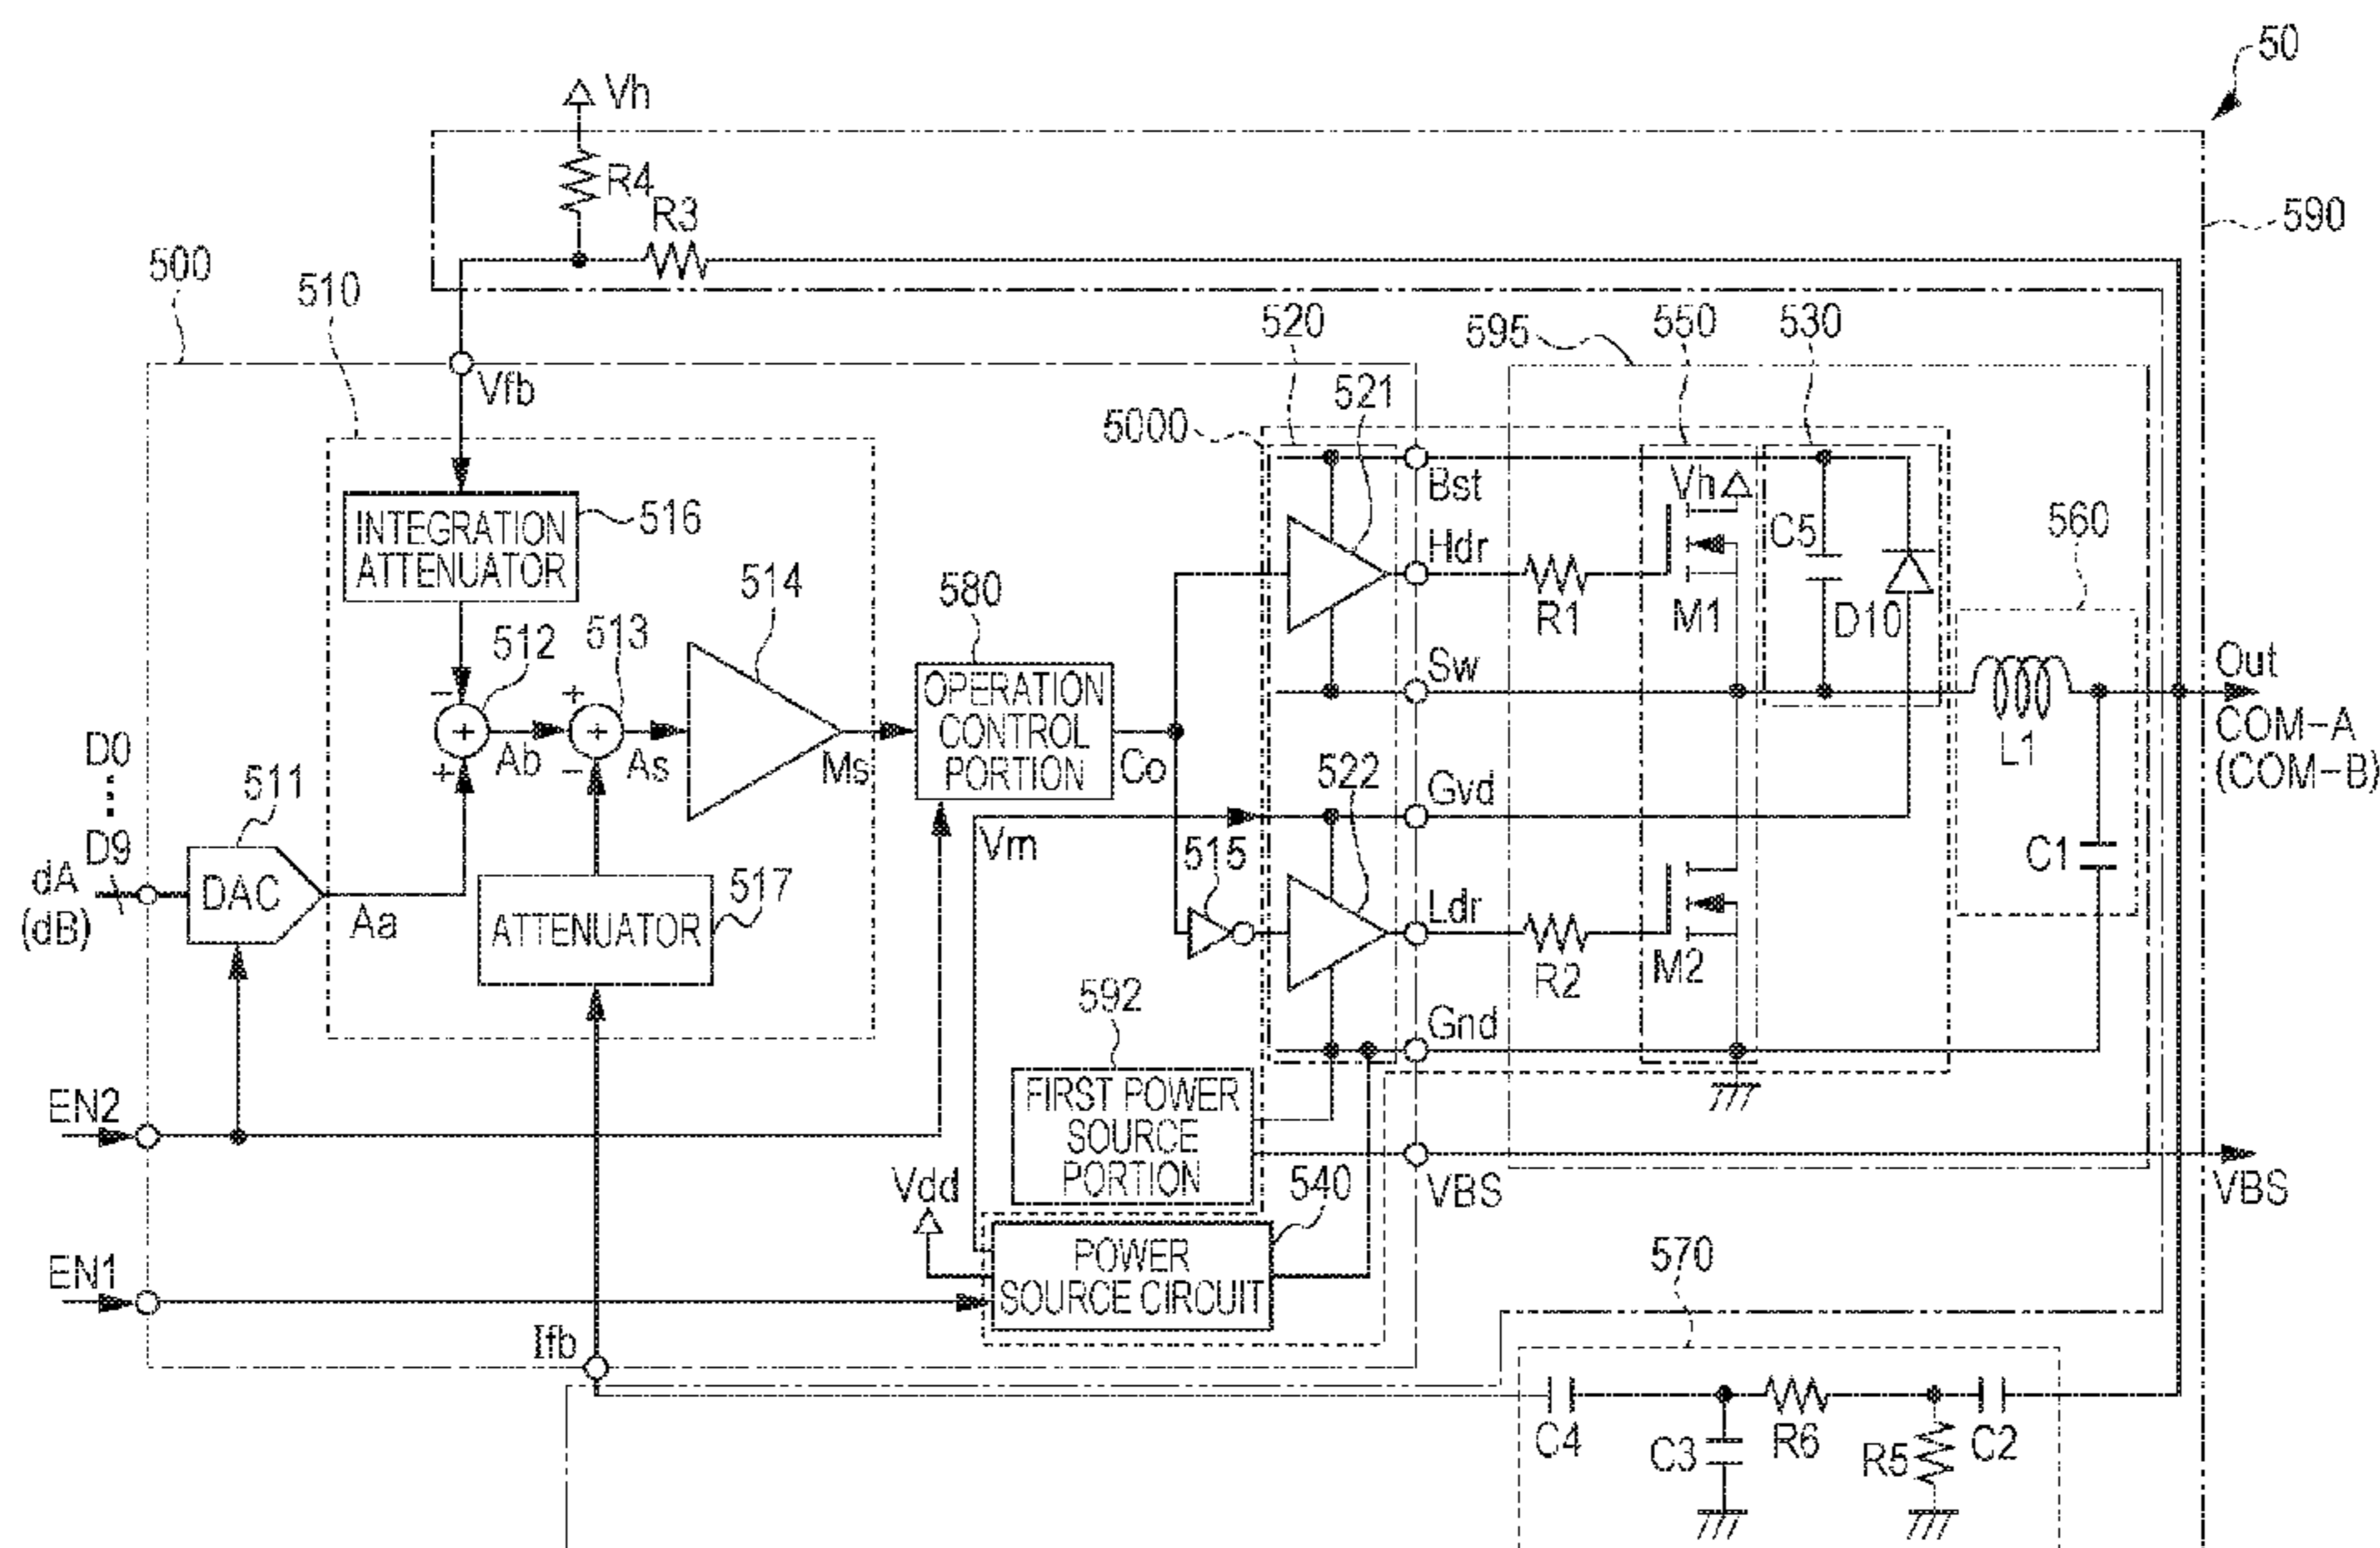 50
Vh
R4
R3
590
500
510
520
595
550
530
Vfb
521
5000
Bst
Vh
INTEGRATION
ATTENUATOR
516
514
580
Hdr
C5
560
R1
M1
D10
512
513
Sw
Out
OPERATION
CONTROL
PORTION
COM-A
(COM-B)
L1
D0
D9
511
Ab
As
Ms
Co
522
Gvd
Vm
515
C1
dA
(dB)
DAC
Aa
517
ATTENUATOR
Ldr
R2
M2
592
Gnd
EN2
FIRST POWER
SOURCE
PORTION
Vdd
540
VBS
VBS
EN1
POWER
SOURCE CIRCUIT
570
Ifb
C4
C3
R6
R5
C2